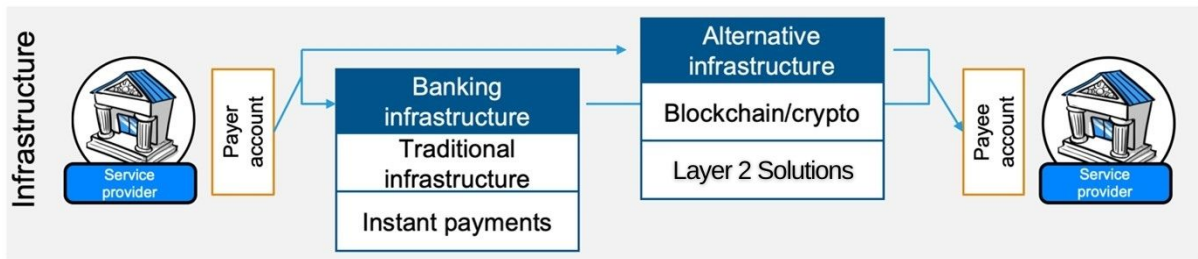 Infrastructure
Service
provider
Payer
account
Banking
infrastructure
Traditional
infrastructure
Instant payments
Alternative
infrastructure
Blockchain/crypto
Layer 2 Solutions
Payee
account
Service
provider